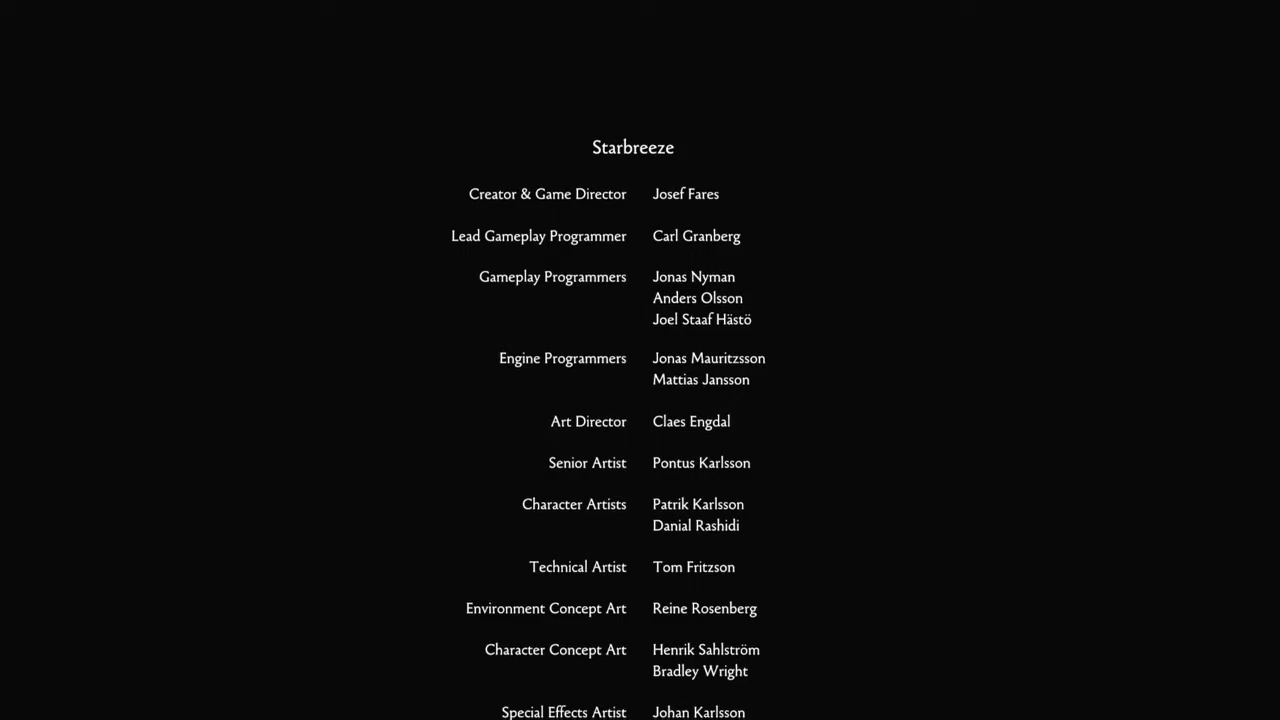 Starbreeze
Creator & Game Director Josef Fares
Lead Gameplay Programmer Carl Granberg
Gameplay Programmers Jonas Nyman
Anders Olsson
Joel Staaf Hästö
Engine Programmers Jonas Mauritzsson
Mattias Jansson
Art Director Claes Engdal
Senior Artist Pontus Karlsson
Character Artists Patrik Karlsson
Danial Rashidi
Technical Artist Tom Fritzson
Environment Concept Art Reine Rosenberg
Character Concept Art Henrik Sahlström
Bradley Wright
Special Effects Artist Johan Karlsson